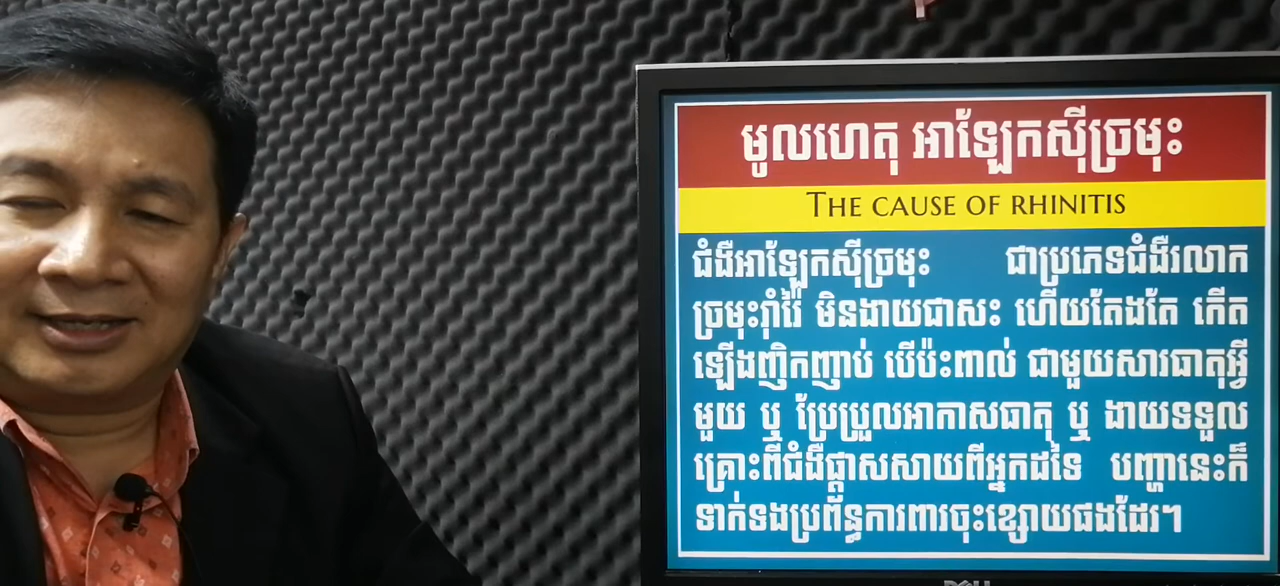 មូលហេតុ អាឡែកស៊ីច្រមុះ
THE CAUSE OF RHINITIS
ជំងឺអាឡែកស៊ីច្រមុះ ជាប្រភេទជំងឺរលាក
ច្រមុះរ៉ាំរ៉ៃ មិនងាយជាសះ ហើយតែងតែ កើត
ឡើងញឹកញាប់ បើប៉ះពាល់ ជាមួយសារធាតុអ្វី
មួយ ឬ ប្រែប្រួលអាកាសធាតុ ឬ ងាយទទួល
គ្រោះពីជំងឺផ្តាសសាយពីអ្នកដទៃ បញ្ហានេះក៏
ទាក់ទងប្រព័ន្ធការពារចុះខ្សោយផងដែរ។